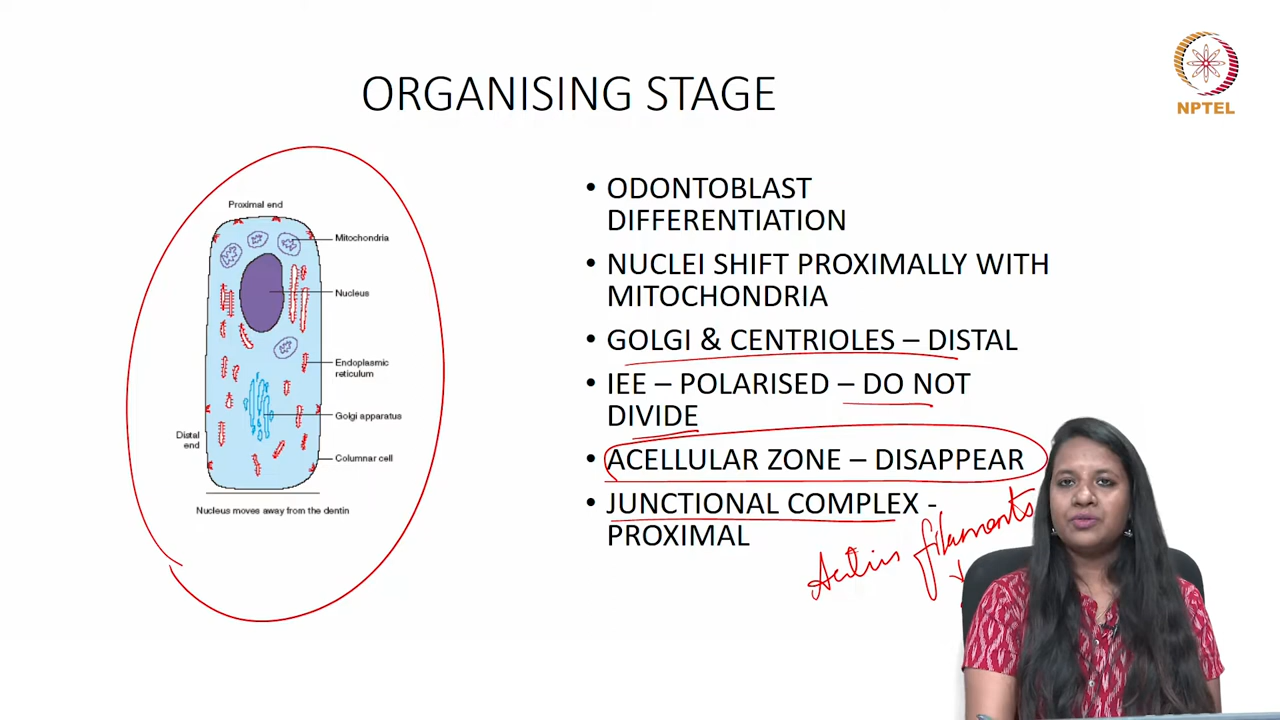 ORGANISING STAGE
NPTEL
Proximal end
Mitochondria
Nucleus
Endoplasmic
reticulum
Golgi apparatus
Distal
end
Columnar cell
Nucleus moves away from the dentin
• ODONTOBLAST
DIFFERENTIATION
• NUCLEI SHIFT PROXIMALLY WITH
MITOCHONDRIA
• GOLGI & CENTRIOLES – DISTAL
• IEE – POLARISED – DO NOT
DIVIDE
• ACELLULAR ZONE – DISAPPEAR
• JUNCTIONAL COMPLEX -
PROXIMAL
Actin filaments